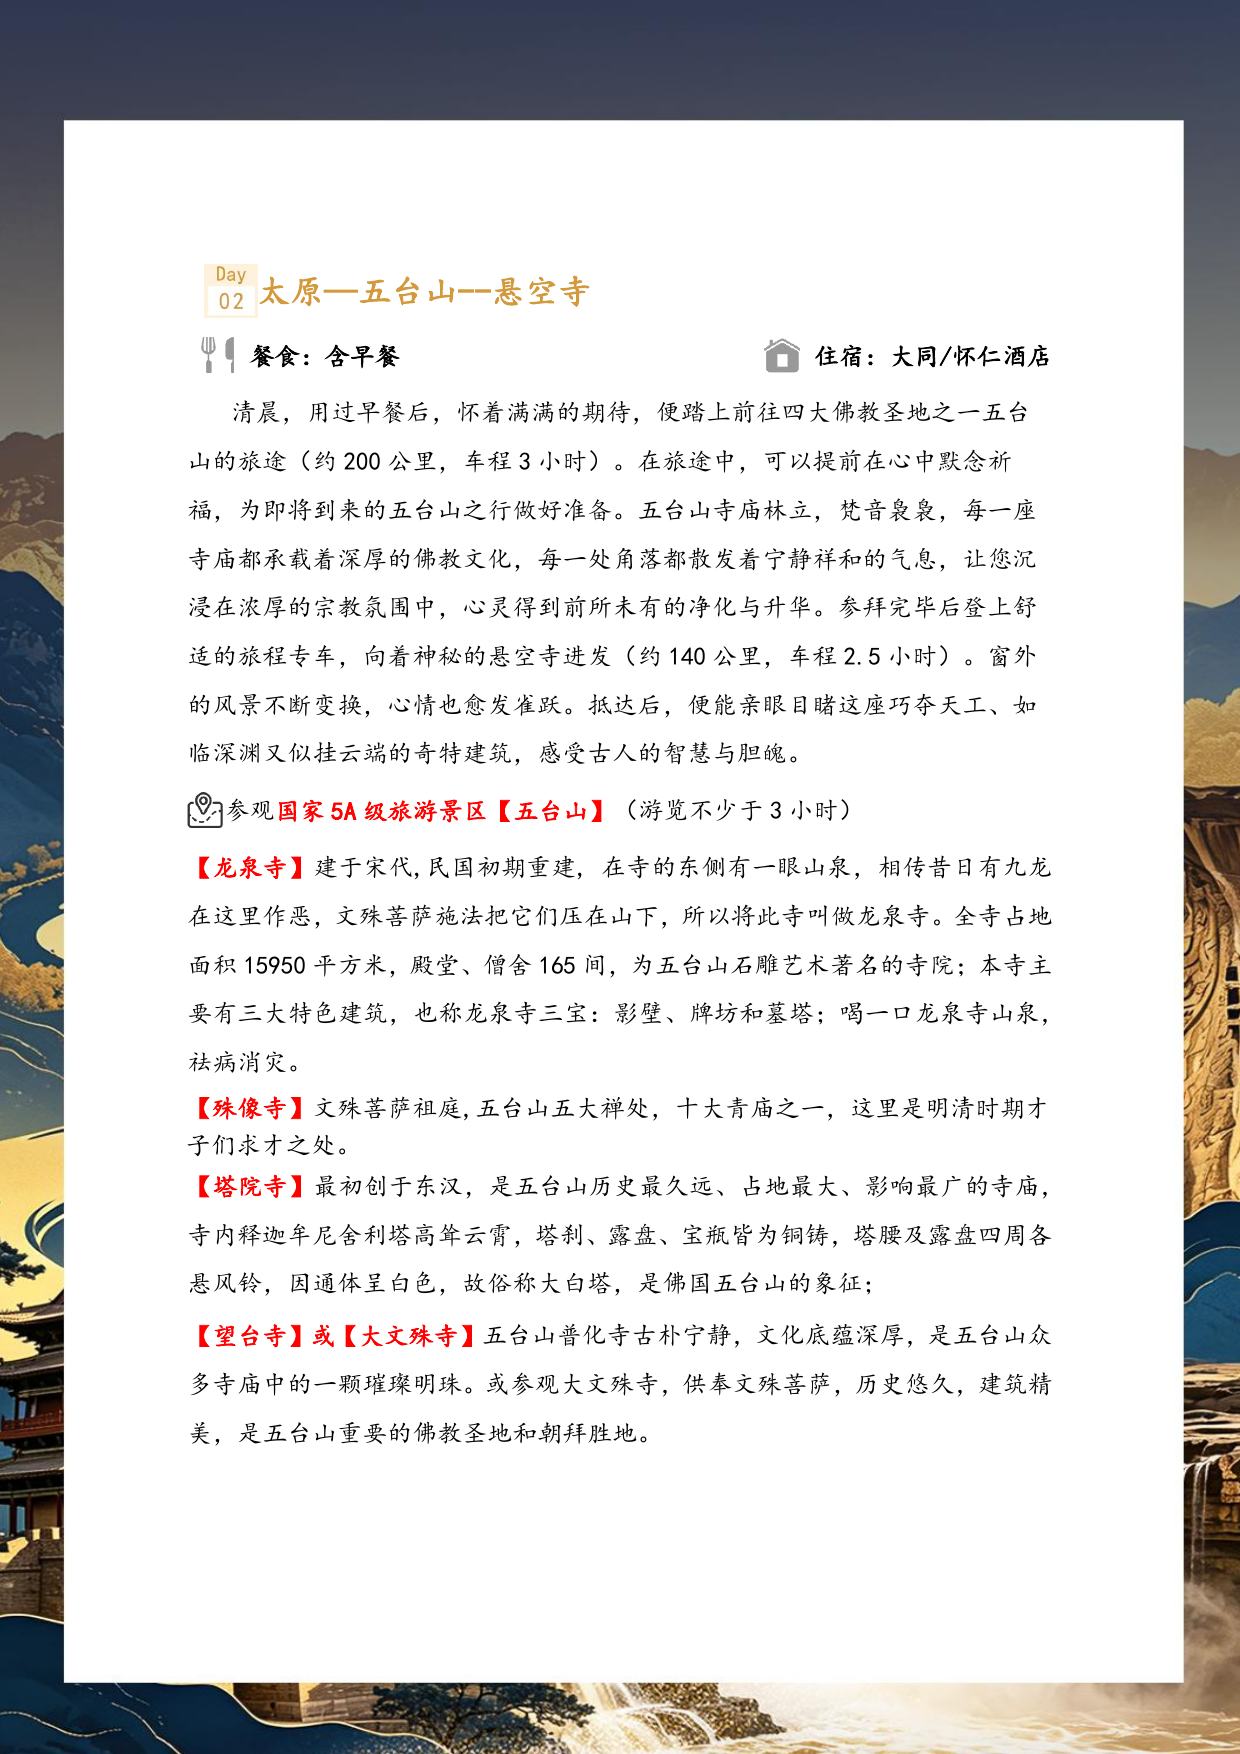 Day
02
太原—五台山--悬空寺
餐食：含早餐
住宿：大同/怀仁酒店
清晨，用过早餐后，怀着满满的期待，便踏上前往四大佛教圣地之一五台
山的旅途（约 200 公里，车程 3 小时）。在旅途中，可以提前在心中默念祈
福，为即将到来的五台山之行做好准备。五台山寺庙林立，梵音袅袅，每一座
寺庙都承载着深厚的佛教文化，每一处角落都散发着宁静祥和的气息，让您沉
浸在浓厚的宗教氛围中，心灵得到前所未有的净化与升华。参拜完毕后登上舒
适的旅程专车，向着神秘的悬空寺进发（约 140 公里，车程 2.5 小时）。窗外
的风景不断变换，心情也愈发雀跃。抵达后，便能亲眼目睹这座巧夺天工、如
临深渊又似挂云端的奇特建筑，感受古人的智慧与胆魄。
参观国家 5A 级旅游景区【五台山】（游览不少于 3 小时）
【龙泉寺】建于宋代,民国初期重建，在寺的东侧有一眼山泉，相传昔日有九龙
在这里作恶，文殊菩萨施法把它们压在山下，所以将此寺叫做龙泉寺。全寺占地
面积 15950 平方米，殿堂、僧舍 165 间，为五台山石雕艺术著名的寺院；本寺主
要有三大特色建筑，也称龙泉寺三宝：影壁、牌坊和墓塔；喝一口龙泉寺山泉，
祛病消灾。
【殊像寺】文殊菩萨祖庭,五台山五大禅处，十大青庙之一，这里是明清时期才
子们求才之处。
【塔院寺】最初创于东汉，是五台山历史最久远、占地最大、影响最广的寺庙，
寺内释迦牟尼舍利塔高耸云霄，塔刹、露盘、宝瓶皆为铜铸，塔腰及露盘四周各
悬风铃，因通体呈白色，故俗称大白塔，是佛国五台山的象征；
【望台寺】或【大文殊寺】五台山普化寺古朴宁静，文化底蕴深厚，是五台山众
多寺庙中的一颗璀璨明珠。或参观大文殊寺，供奉文殊菩萨，历史悠久，建筑精
美，是五台山重要的佛教圣地和朝拜胜地。